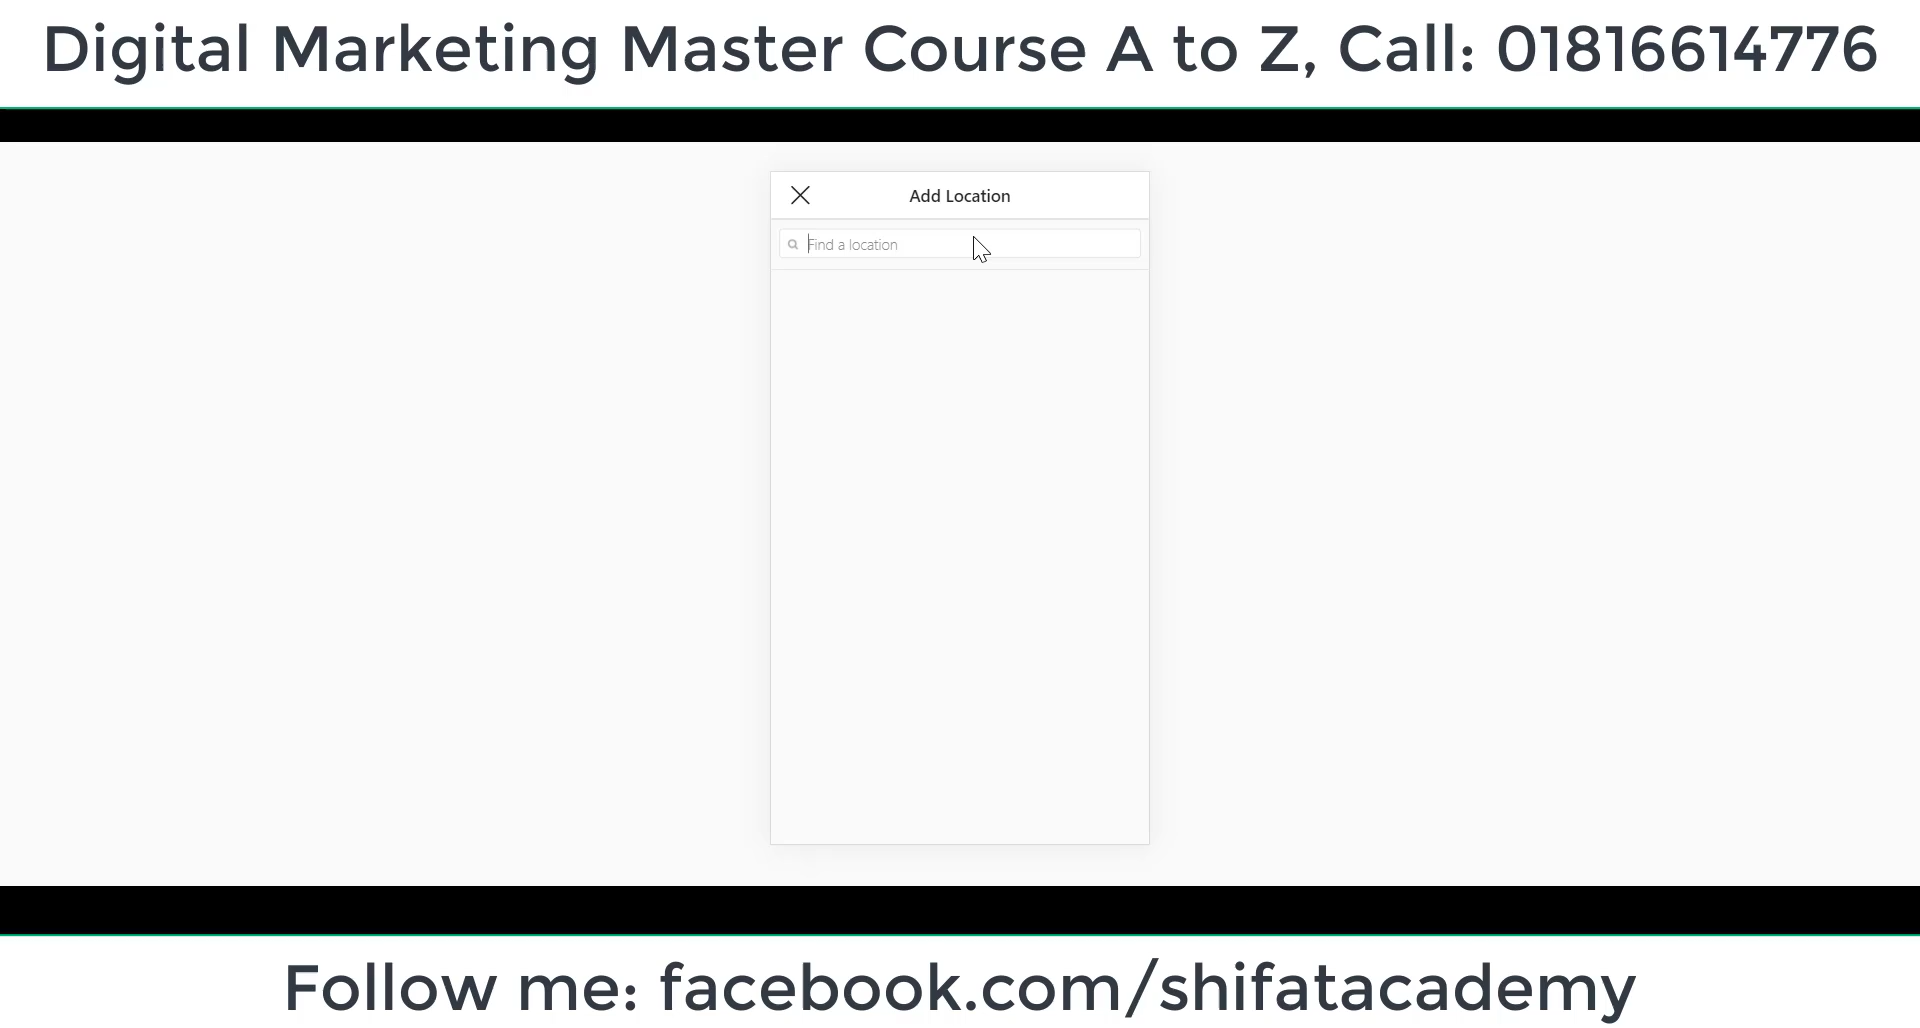 Digital Marketing Master Course A to Z, Call: 01816614776
Add Location
Find a location
Follow me: facebook.com/shifatacademy